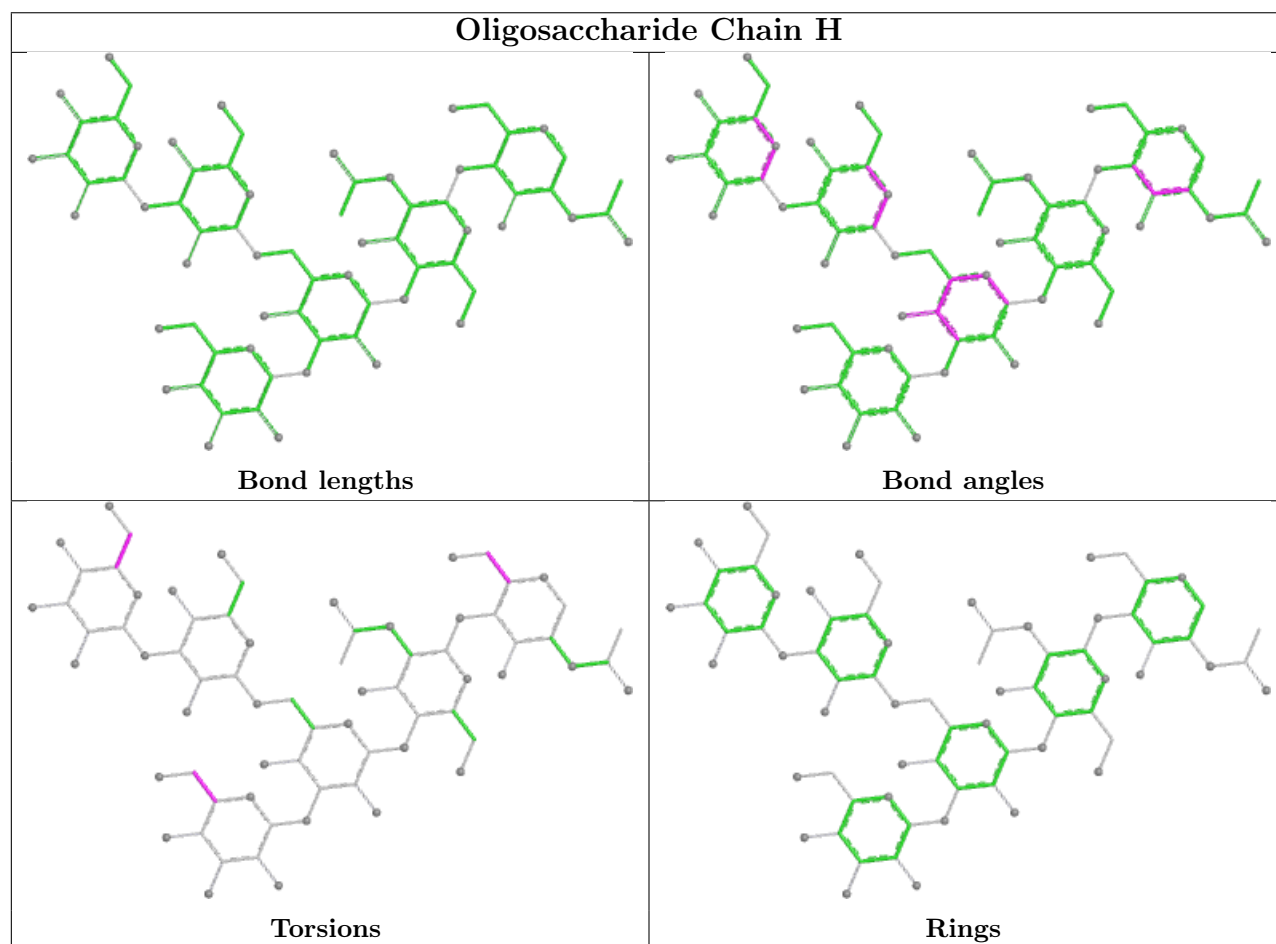 Oligosaccharide Chain H
Bond lengths
Bond angles
Torsions
Rings